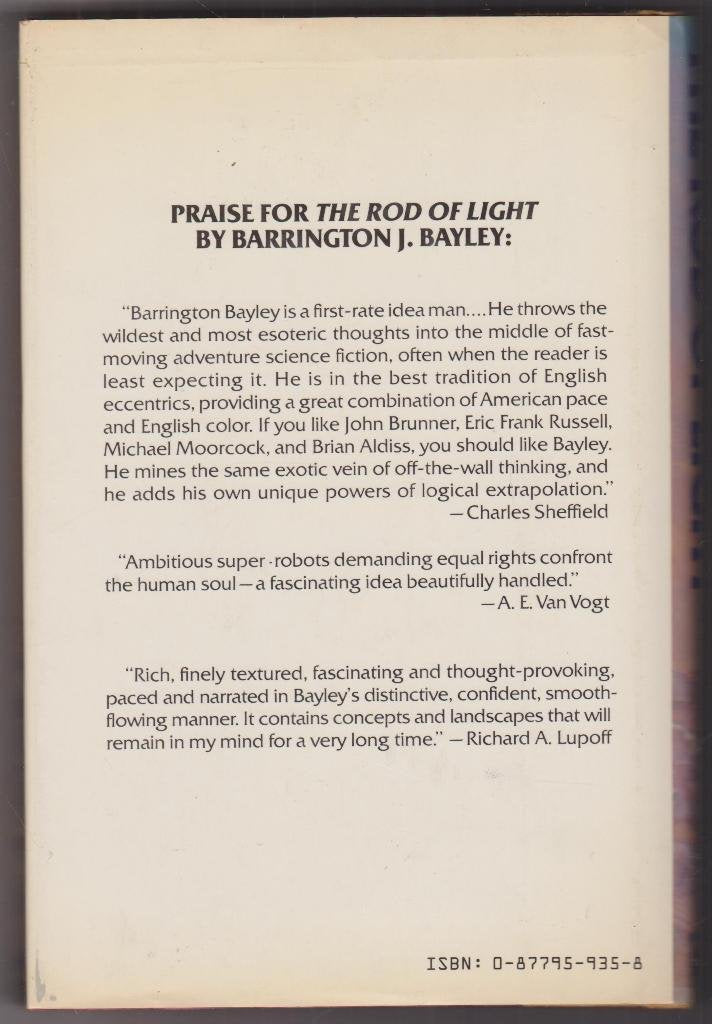 PRAISE FOR THE ROD OF LIGHT
BY BARRINGTON J. BAYLEY:
“Barrington Bayley is a first-rate idea man....He throws the
wildest and most esoteric thoughts into the middle of fast-
moving adventure science fiction, often when the reader is
least expecting it. He is in the best tradition of English
eccentrics, providing a great combination of American pace
and English color. If you like John Brunner, Eric Frank Russell,
Michael Moorcock, and Brian Aldiss, you should like Bayley.
He mines the same exotic vein of off-the-wall thinking, and
he adds his own unique powers of logical extrapolation.”
—Charles Sheffield
“Ambitious super-robots demanding equal rights confront
the human soul—a fascinating idea beautifully handled.”
—A. E. Van Vogt
“Rich, finely textured, fascinating and thought-provoking,
paced and narrated in Bayley’s distinctive, confident, smooth-
flowing manner. It contains concepts and landscapes that will
remain in my mind for a very long time.” —Richard A. Lupoff
ISBN: 0-87795-935-8